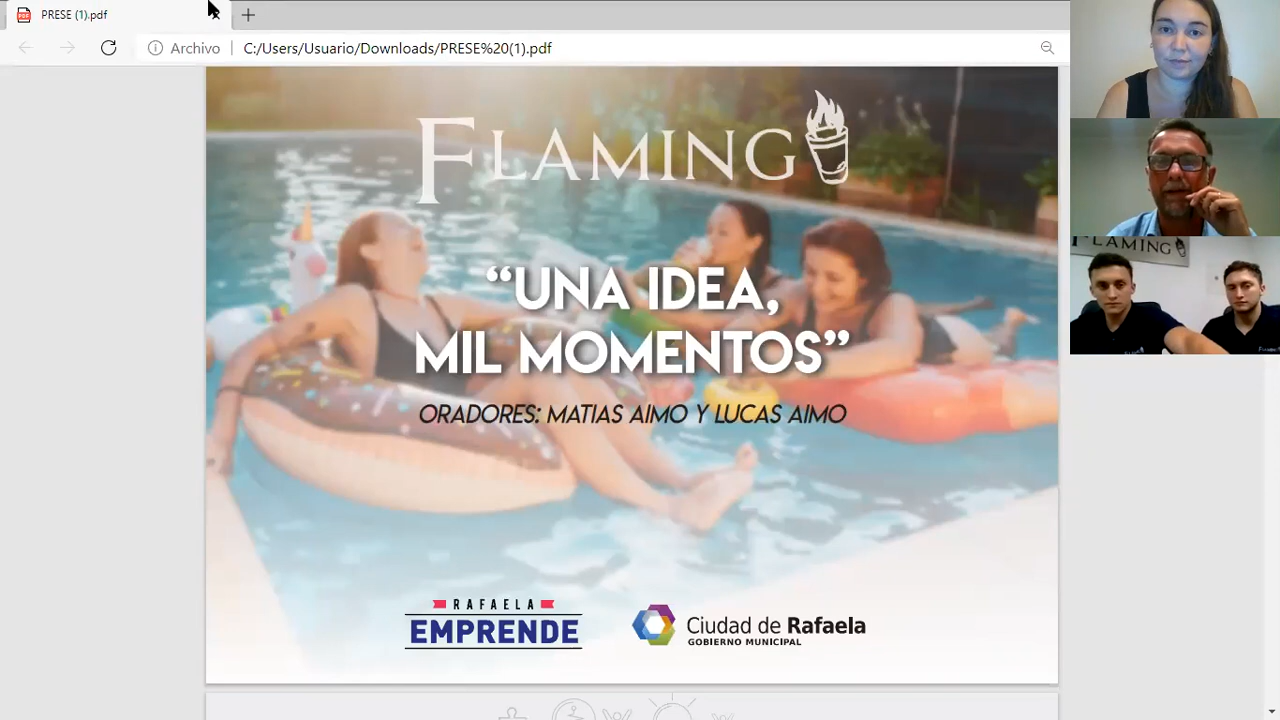 PRESE (1).pdf
Archivo
C:/Users/Usuario/Downloads/PRESE%20(1).pdf
FLAMING
“UNA IDEA,
MIL MOMENTOS”
ORADORES: MATIAS AIMO Y LUCAS AIMO
RAFAELA
EMPRENDE
Ciudad de Rafaela
GOBIERNO MUNICIPAL
FLAMING